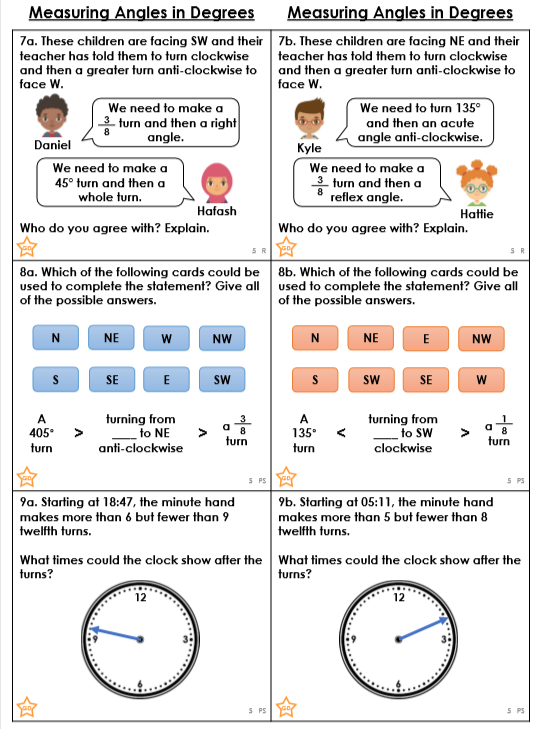 Measuring Angles in Degrees
7a. These children are facing SW and their
teacher has told them to turn clockwise
and then a greater turn anti-clockwise to
face W.
We need to make a
3/8 turn and then a right
angle.
Daniel
We need to make a
45° turn and then a
whole turn.
Hafash
Who do you agree with? Explain.
GD
S R
Measuring Angles in Degrees
7b. These children are facing NE and their
teacher has told them to turn clockwise
and then a greater turn anti-clockwise to
face W.
We need to turn 135°
and then an acute
angle anti-clockwise.
Kyle
We need to make a
3/8 turn and then a
reflex angle.
Hattie
Who do you agree with? Explain.
GD
S R
8a. Which of the following cards could be
used to complete the statement? Give all
of the possible answers.
N NE W NW
S SE E SW
A
405°
turn
>
turning from
____ to NE
anti-clockwise
>
a 3/8
turn
GD
S PS
8b. Which of the following cards could be
used to complete the statement? Give all
of the possible answers.
N NE E NW
S SW SE W
A
135°
turn
<
turning from
____ to SW
clockwise
>
a 1/8
turn
GD
S PS
9a. Starting at 18:47, the minute hand
makes more than 6 but fewer than 9
twelfth turns.
What times could the clock show after the
turns?
12
9 3
6
GD
S PS
9b. Starting at 05:11, the minute hand
makes more than 5 but fewer than 8
twelfth turns.
What times could the clock show after the
turns?
12
9 3
6
GD
S PS